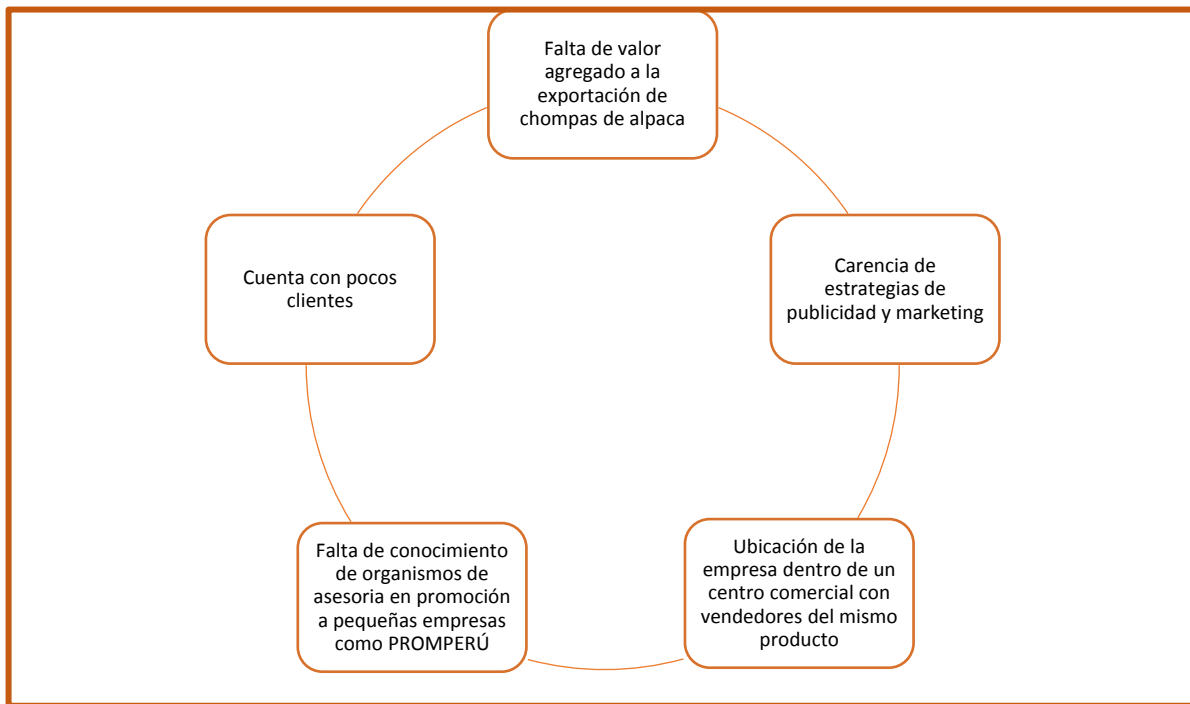 Falta de valor
agregado a la
exportación de
chompas de alpaca
Carencia de
estrategias de
publicidad y marketing
Ubicación de la
empresa dentro de un
centro comercial con
vendedores del mismo
producto
Falta de conocimiento
de organismos de
asesoria en promoción
a pequeñas empresas
como PROMPERÚ
Cuenta con pocos
clientes